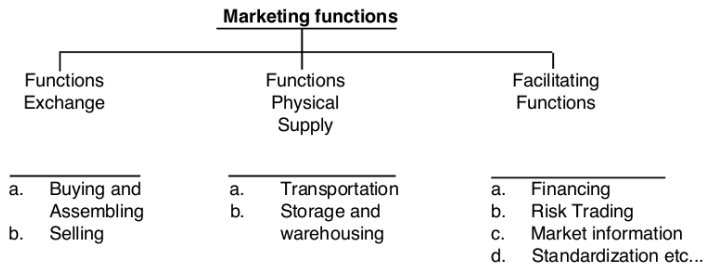 Marketing functions
Functions
Exchange
Functions
Physical
Supply
Facilitating
Functions
a. Buying and
Assembling
b. Selling
a. Transportation
b. Storage and
warehousing
a. Financing
b. Risk Trading
c. Market information
d. Standardization etc...